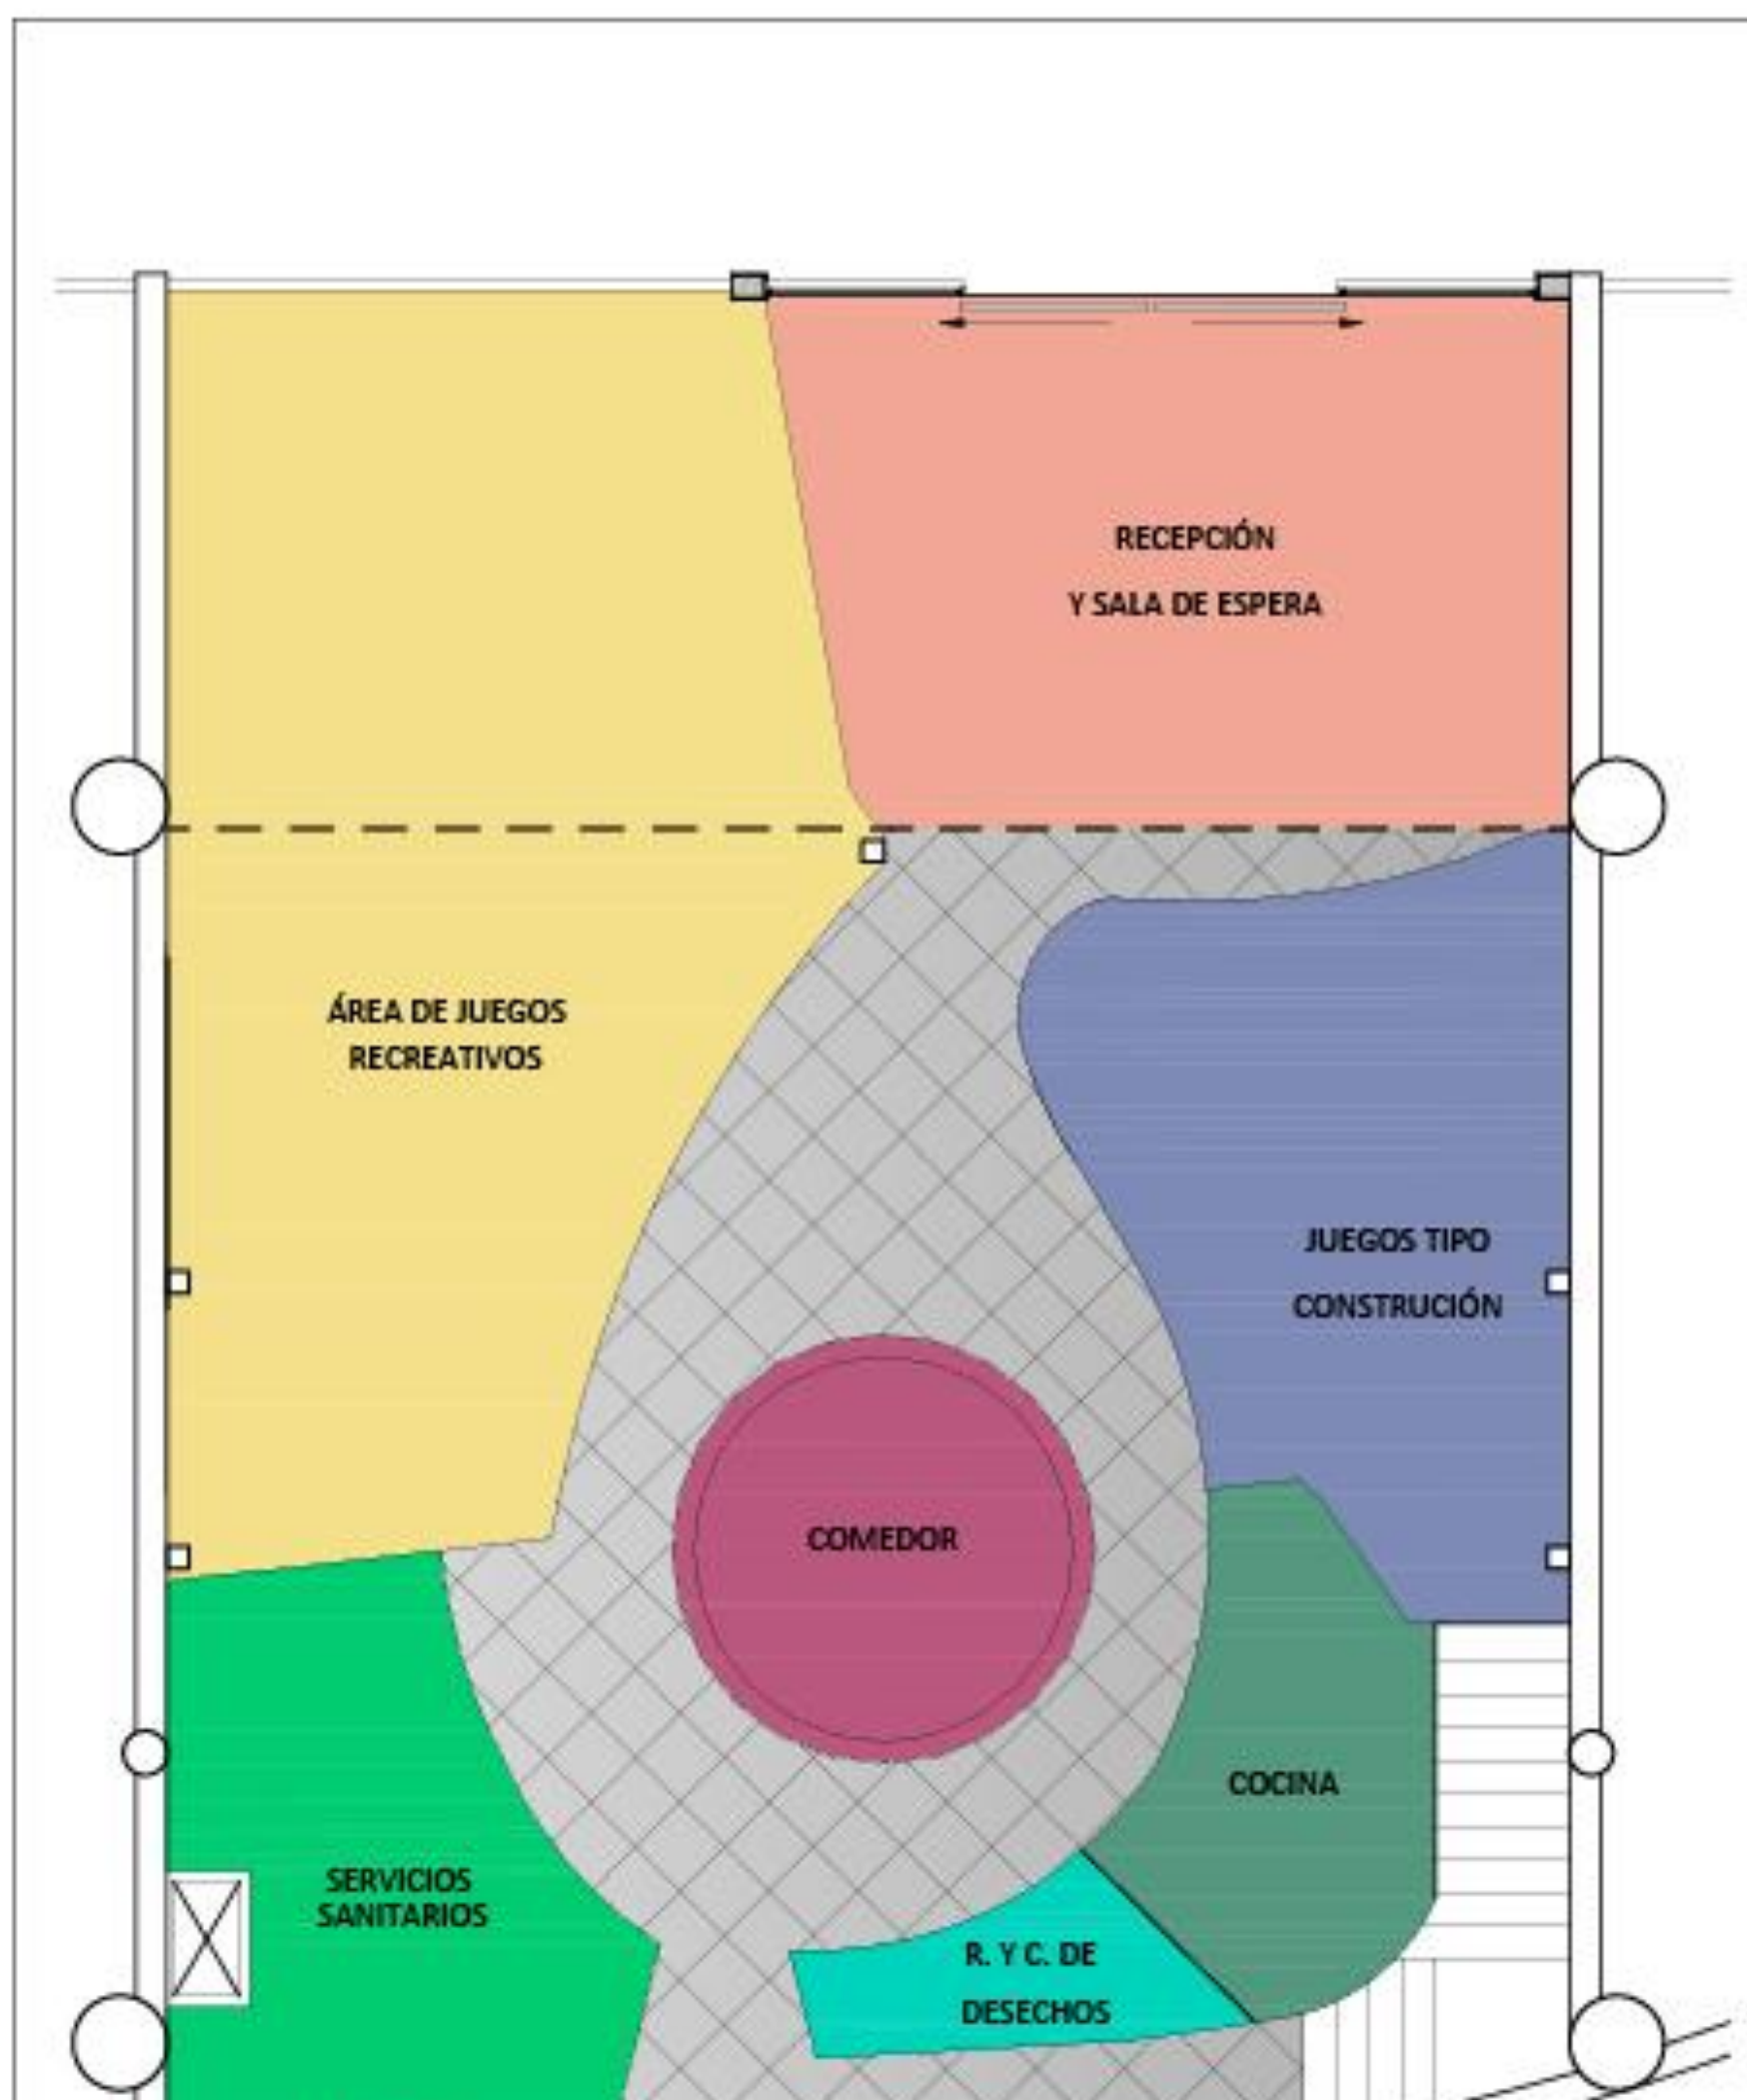 RECEPCIÓN
Y SALA DE ESPERA
ÁREA DE JUEGOS
RECREATIVOS
JUEGOS TIPO
CONSTRUCIÓN
COMEDOR
COCINA
SERVICIOS
SANITARIOS
R. Y C. DE
DESECHOS